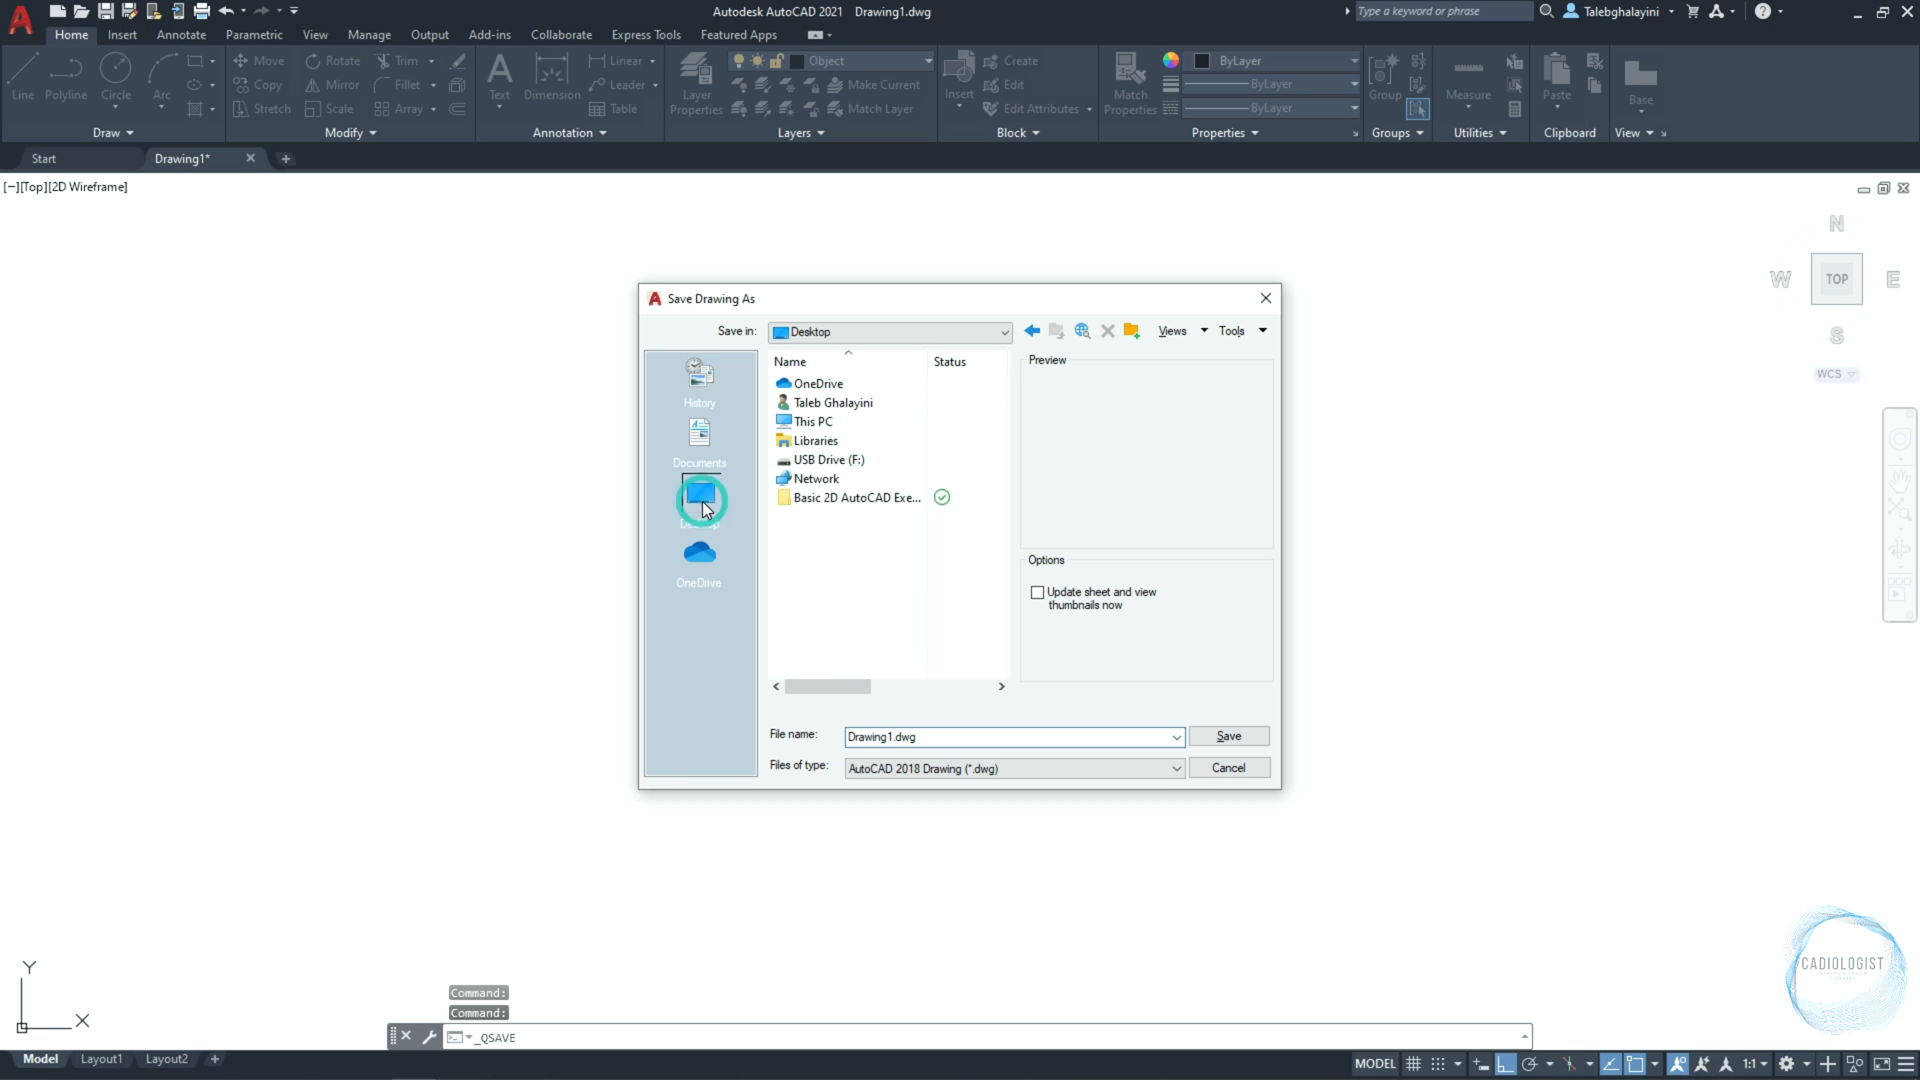 Autodesk AutoCAD 2021 Drawing1.dwg
Type a keyword or phrase
Talebghalayini
Home Insert Annotate Parametric View Manage Output Add-ins Collaborate Express Tools Featured Apps
Line Polyline Circle Arc
Draw
Move Rotate Trim
Copy Mirror Fillet
Stretch Scale Array
Modify
Text Dimension
Linear
Leader
Table
Annotation
Layer Properties
Object
Make Current
Match Layer
Layers
Insert
Create
Edit
Edit Attributes
Block
Match Properties
ByLayer
ByLayer
ByLayer
Properties
Group
Groups
Measure
Utilities
Paste
Clipboard
Base
View
Start Drawing1*
[−][Top][2D Wireframe]
N
W TOP E
S
WCS
Save Drawing As
Save in: Desktop Views Tools
History
Documents
OneDrive
Name Status
OneDrive
Taleb Ghalayini
This PC
Libraries
USB Drive (F:)
Network
Basic 2D AutoCAD Exe...
Preview
Options
Update sheet and view
thumbnails now
File name: Drawing1.dwg Save
Files of type: AutoCAD 2018 Drawing (*.dwg) Cancel
Y
X
Command:
Command:
_QSAVE
CADIOLOGIST
Model Layout1 Layout2
MODEL 1:1